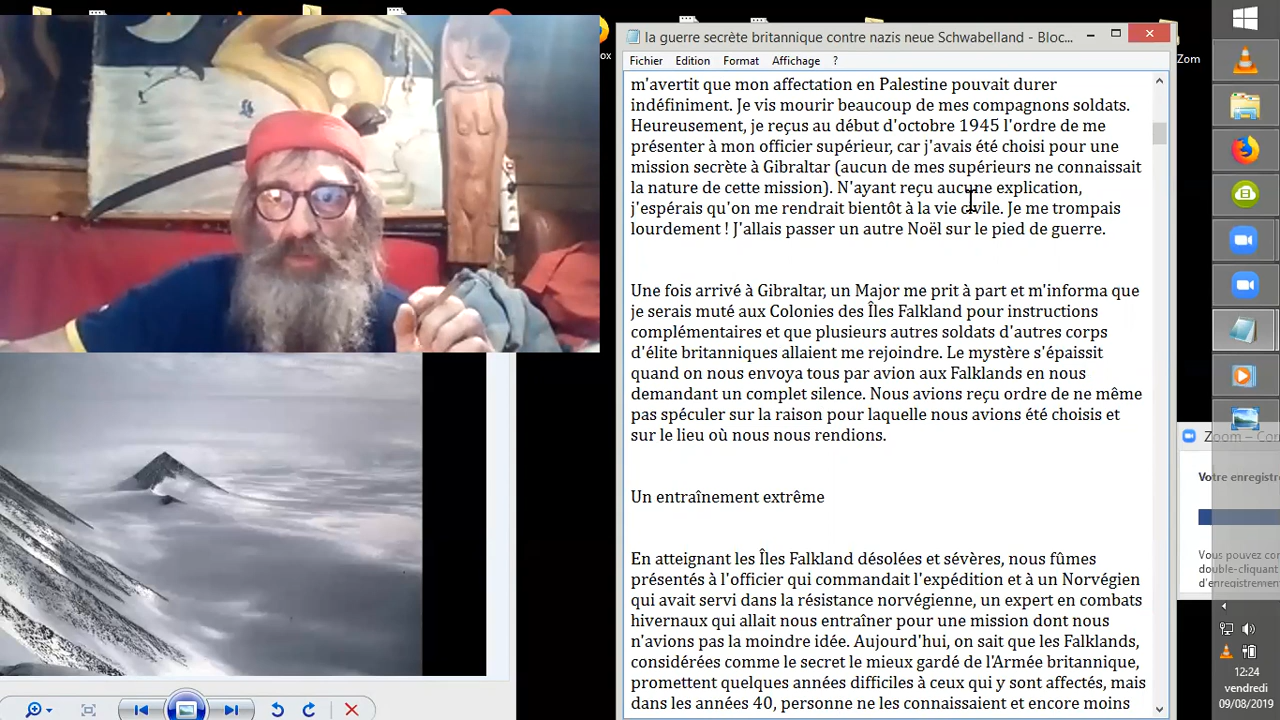 la guerre secrète britannique contre nazis neue Schwabelland - Bloc...
Fichier Edition Format Affichage ?
m'avertit que mon affectation en Palestine pouvait durer
indéfiniment. Je vis mourir beaucoup de mes compagnons soldats.
Heureusement, je reçus au début d'octobre 1945 l'ordre de me
présenter à mon officier supérieur, car j'avais été choisi pour une
mission secrète à Gibraltar (aucun de mes supérieurs ne connaissait
la nature de cette mission). N'ayant reçu aucune explication,
j'espérais qu'on me rendrait bientôt à la vie civile. Je me trompais
lourdement ! J'allais passer un autre Noël sur le pied de guerre.
Une fois arrivé à Gibraltar, un Major me prit à part et m'informa que
je serais muté aux Colonies des Îles Falkland pour instructions
complémentaires et que plusieurs autres soldats d'autres corps
d'élite britanniques allaient me rejoindre. Le mystère s'épaissit
quand on nous envoya tous par avion aux Falklands en nous
demandant un complet silence. Nous avions reçu ordre de ne même
pas spéculer sur la raison pour laquelle nous avions été choisis et
sur le lieu où nous nous rendions.
Un entraînement extrême
En atteignant les Îles Falkland désolées et sévères, nous fûmes
présentés à l'officier qui commandait l'expédition et à un Norvégien
qui avait servi dans la résistance norvégienne, un expert en combats
hivernaux qui allait nous entraîner pour une mission dont nous
n'avions pas la moindre idée. Aujourd'hui, on sait que les Falklands,
considérées comme le secret le mieux gardé de l'Armée britannique,
promettent quelques années difficiles à ceux qui y sont affectés, mais
dans les années 40, personne ne les connaissaient et encore moins
ox
Zom
Zoom – Co
Votre enregistre
Vous pouvez co
double-cliquant
d'enregistremen
12:24
vendredi
09/08/2019